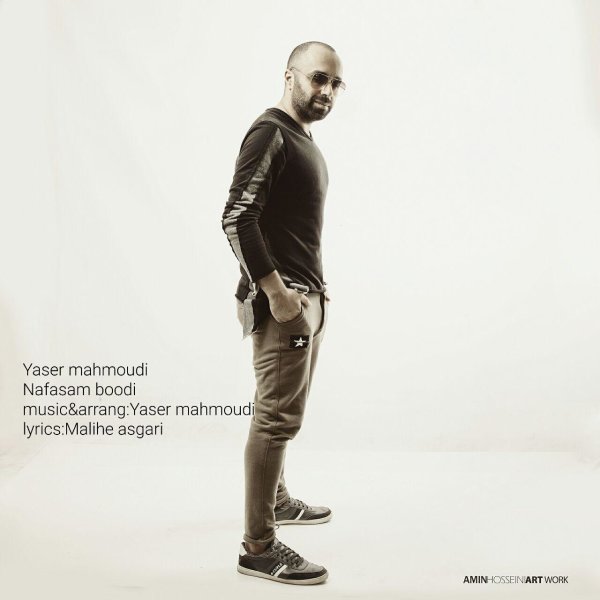 Yaser mahmoudi
Nafasam boodi
music&arrang:Yaser mahmoudi
lyrics:Malihe asgari
AMINHOSSEINIARTWORK